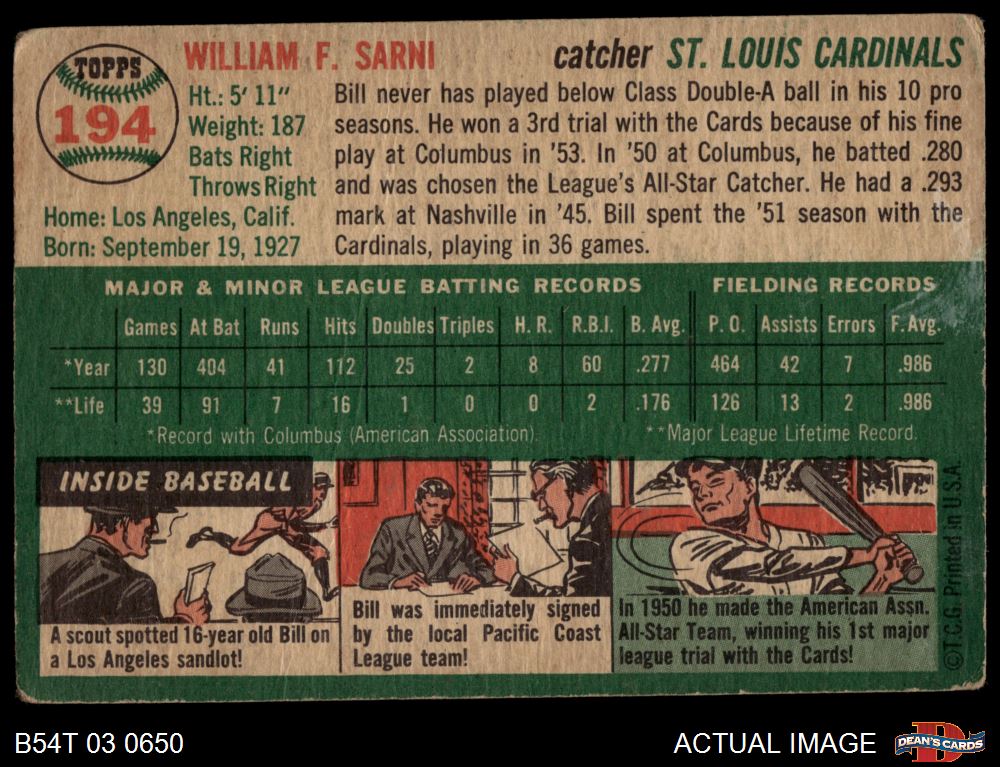 TOPPS
194
WILLIAM F. SARNI
catcher ST. LOUIS CARDINALS
Ht.: 5' 11"
Weight: 187
Bats Right
Throws Right
Home: Los Angeles, Calif.
Born: September 19, 1927
Bill never has played below Class Double-A ball in his 10 pro
seasons. He won a 3rd trial with the Cards because of his fine
play at Columbus in '53. In '50 at Columbus, he batted .280
and was chosen the League's All-Star Catcher. He had a .293
mark at Nashville in '45. Bill spent the '51 season with the
Cardinals, playing in 36 games.
MAJOR & MINOR LEAGUE BATTING RECORDS FIELDING RECORDS
Games At Bat Runs Hits Doubles Triples H. R. R.B.I. B. Avg. P. O. Assists Errors F. Avg.
*Year 130 404 41 112 25 2 8 60 .277 464 42 7 .986
**Life 39 91 7 16 1 0 0 2 .176 126 13 2 .986
*Record with Columbus (American Association). **Major League Lifetime Record.
INSIDE BASEBALL
A scout spotted 16-year old Bill on
a Los Angeles sandlot!
Bill was immediately signed
by the local Pacific Coast
League team!
In 1950 he made the American Assn.
All-Star Team, winning his 1st major
league trial with the Cards!
©T.C.G. Printed in U.S.A.
B54T 03 0650
ACTUAL IMAGE
D
DEAN'S CARDS